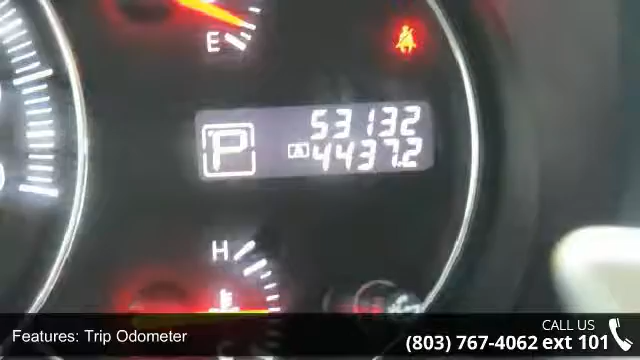 E
53132
P
A 4437.2
H
CALL US
Features: Trip Odometer
(803) 767-4062 ext 101